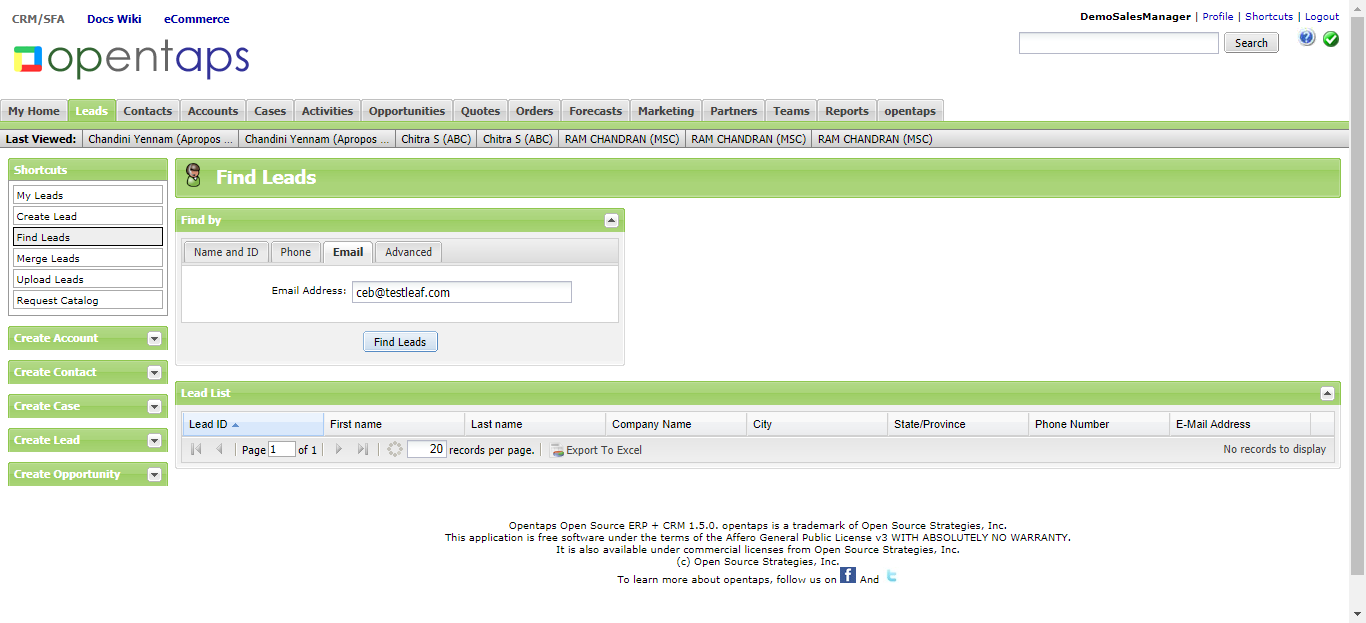 CRM/SFA Docs Wiki eCommerce
DemoSalesManager | Profile | Shortcuts | Logout
opentaps
Search
My Home Leads Contacts Accounts Cases Activities Opportunities Quotes Orders Forecasts Marketing Partners Teams Reports opentaps
Last Viewed: Chandini Yennam (Apropos ... Chandini Yennam (Apropos ... Chitra S (ABC) Chitra S (ABC) RAM CHANDRAN (MSC) RAM CHANDRAN (MSC) RAM CHANDRAN (MSC)
Shortcuts
My Leads
Create Lead
Find Leads
Merge Leads
Upload Leads
Request Catalog
Create Account
Create Contact
Create Case
Create Lead
Create Opportunity
Find Leads
Find by
Name and ID Phone Email Advanced
Email Address: ceb@testleaf.com
Find Leads
Lead List
Lead ID First name Last name Company Name City State/Province Phone Number E-Mail Address
Page 1 of 1 20 records per page. Export To Excel No records to display
Opentaps Open Source ERP + CRM 1.5.0. opentaps is a trademark of Open Source Strategies, Inc.
This application is free software under the terms of the Affero General Public License v3 WITH ABSOLUTELY NO WARRANTY.
It is also available under commercial licenses from Open Source Strategies, Inc.
(c) Open Source Strategies, Inc.
To learn more about opentaps, follow us on f And t